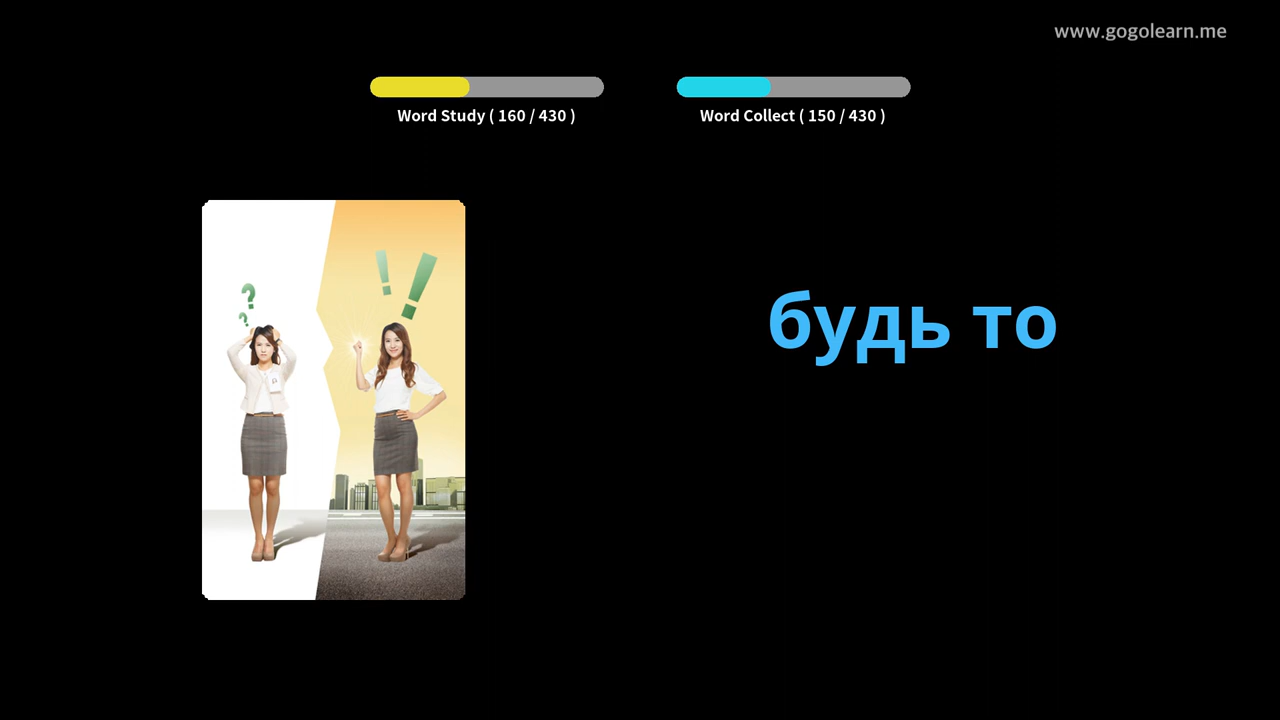 www.gogolearn.me
Word Study ( 160 / 430 )
Word Collect ( 150 / 430 )
? ?
! !
будь то